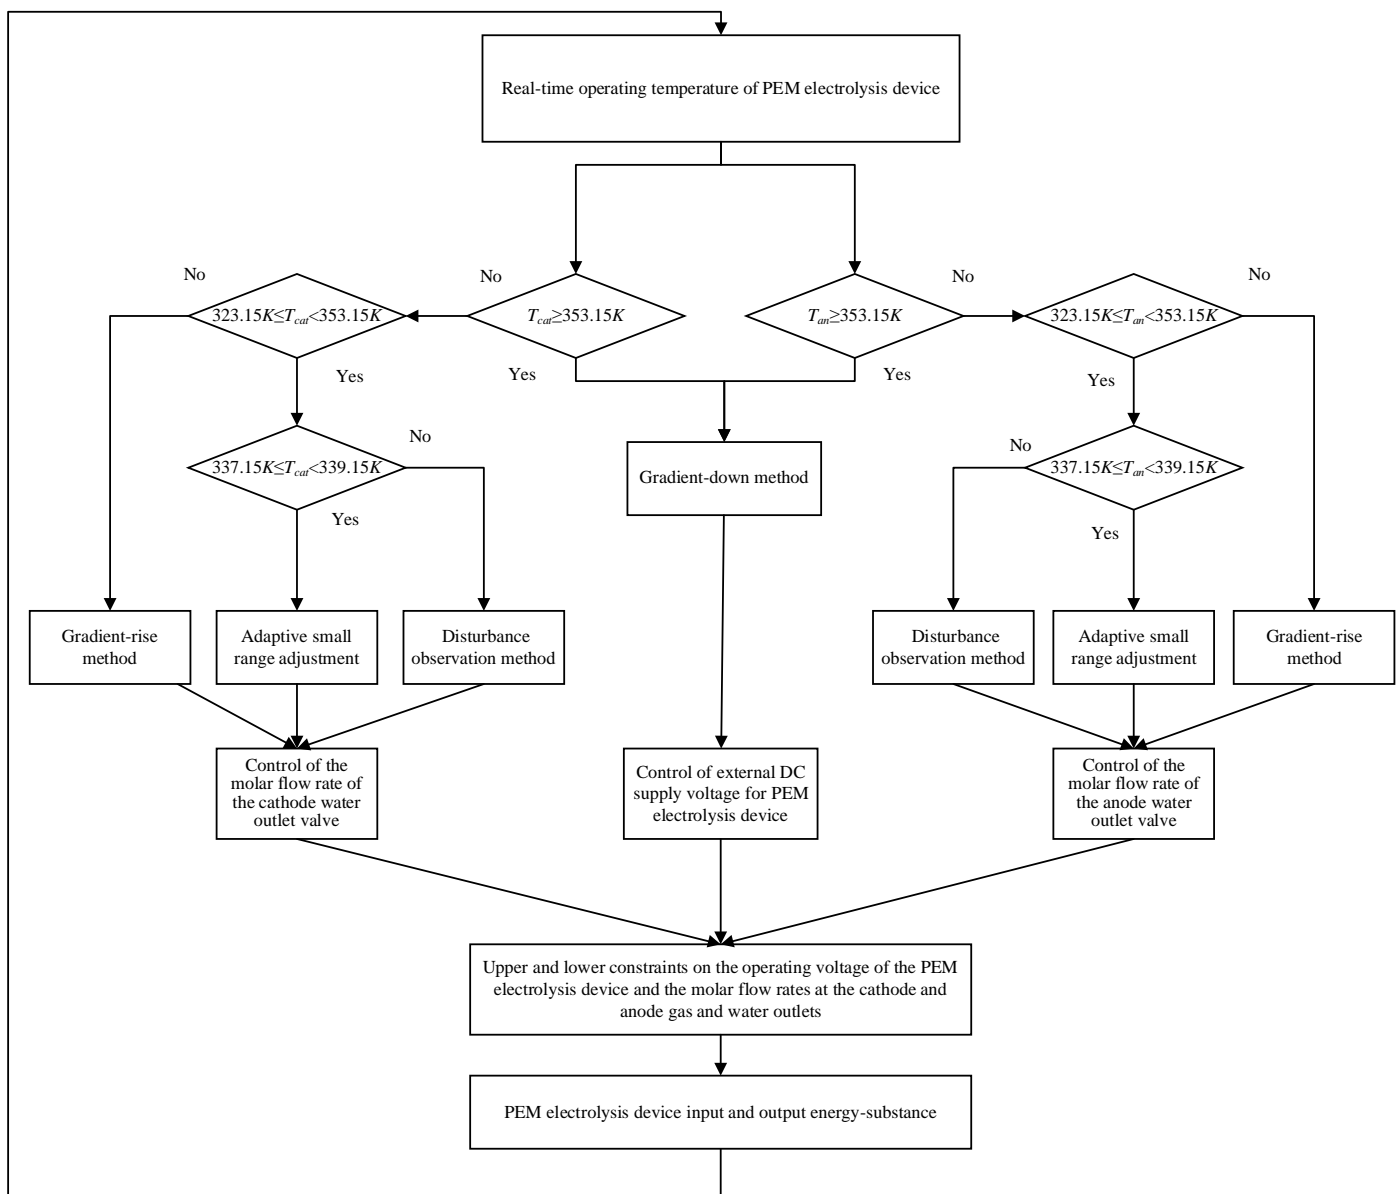 Real-time operating temperature of PEM electrolysis device
No
No
No
No
323.15K≤Tcat<353.15K
Tcat≥353.15K
Tan≥353.15K
323.15K≤Tan<353.15K
Yes
Yes
Yes
Yes
No
No
337.15K≤Tcat<339.15K
Gradient-down method
337.15K≤Tan<339.15K
Yes
Yes
Gradient-rise
method
Adaptive small
range adjustment
Disturbance
observation method
Disturbance
observation method
Adaptive small
range adjustment
Gradient-rise
method
Control of the
molar flow rate of
the cathode water
outlet valve
Control of external DC
supply voltage for PEM
electrolysis device
Control of the
molar flow rate of
the anode water
outlet valve
Upper and lower constraints on the operating voltage of the PEM
electrolysis device and the molar flow rates at the cathode and
anode gas and water outlets
PEM electrolysis device input and output energy-substance